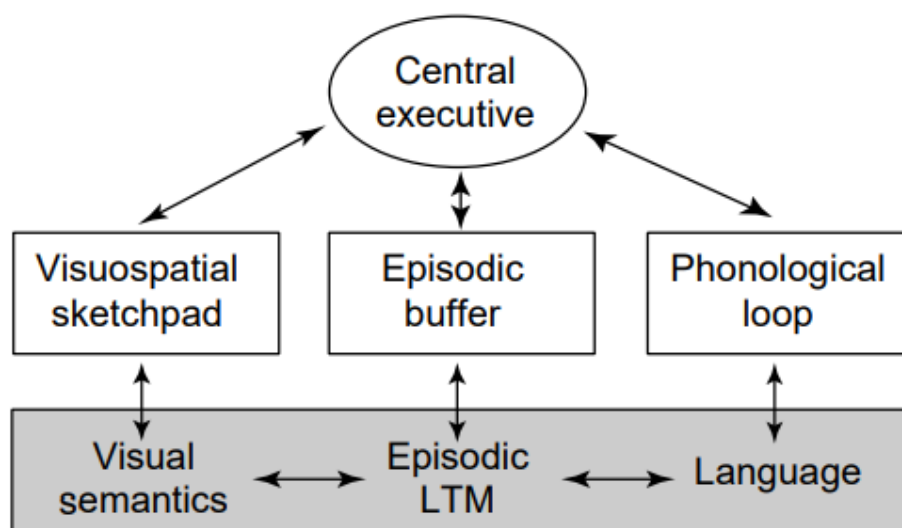 Central
executive
Visuospatial
sketchpad
Episodic
buffer
Phonological
loop
Visual
semantics
Episodic
LTM
Language